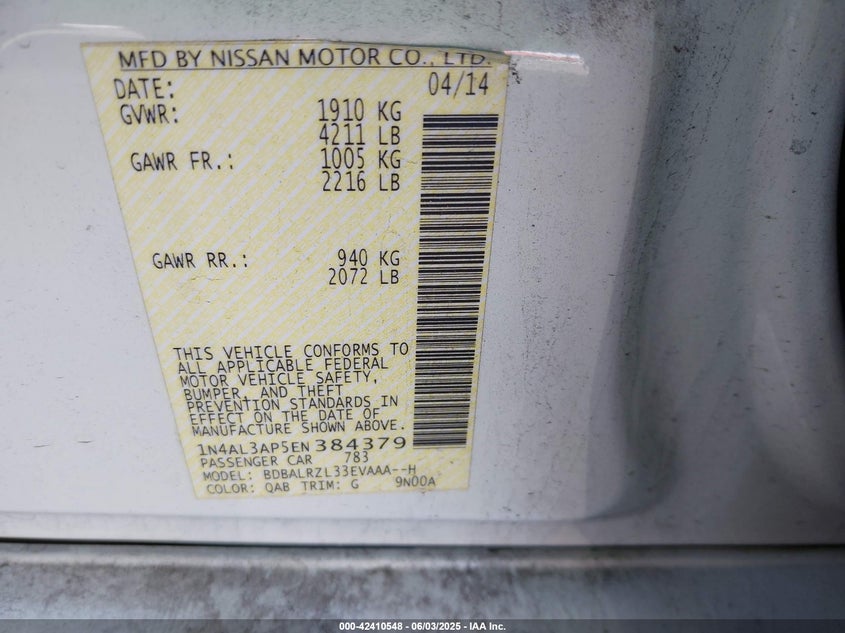 MFD BY NISSAN MOTOR CO., LTD.
DATE: 04/14
GVWR: 1910 KG
4211 LB
GAWR FR.: 1005 KG
2216 LB
GAWR RR.: 940 KG
2072 LB
THIS VEHICLE CONFORMS TO
ALL APPLICABLE FEDERAL
MOTOR VEHICLE SAFETY,
BUMPER, AND THEFT
PREVENTION STANDARDS IN
EFFECT ON THE DATE OF
MANUFACTURE SHOWN ABOVE.
1N4AL3AP5EN384379
PASSENGER CAR 783
MODEL: BDBALRZL33EVAAA--H
COLOR: QAB TRIM: G 9N00A
000-42410548 - 06/03/2025 - IAA Inc.